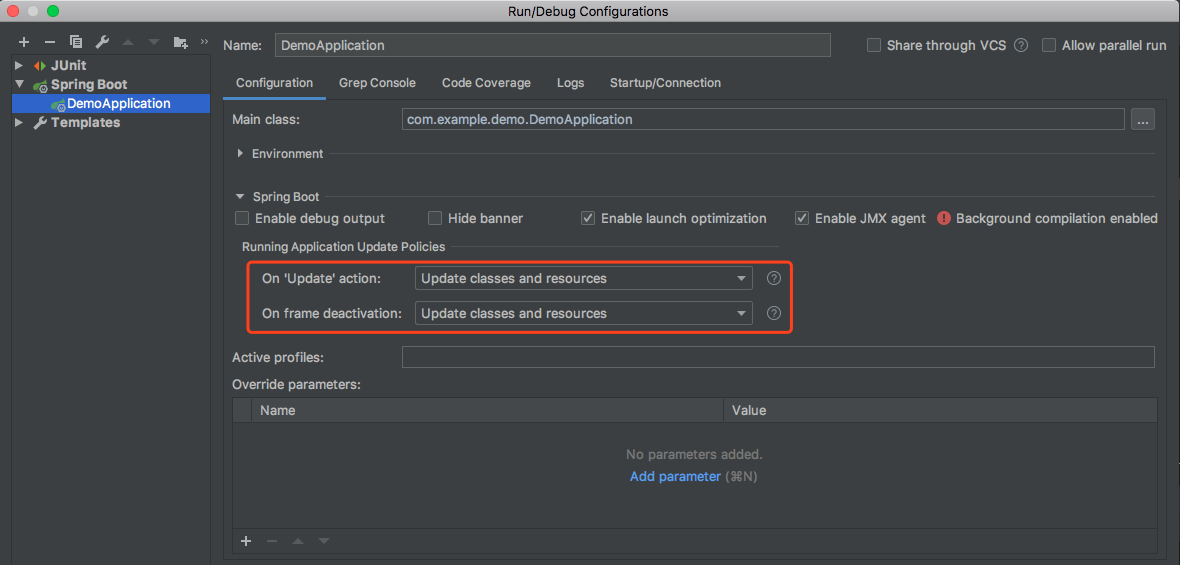 Run/Debug Configurations
Name: DemoApplication Share through VCS ? Allow parallel run
JUnit
Spring Boot
DemoApplication
Templates
Configuration Grep Console Code Coverage Logs Startup/Connection
Main class: com.example.demo.DemoApplication ...
Environment
Spring Boot
Enable debug output Hide banner Enable launch optimization Enable JMX agent Background compilation enabled
Running Application Update Policies
On 'Update' action: Update classes and resources ?
On frame deactivation: Update classes and resources ?
Active profiles:
Override parameters:
Name Value
No parameters added.
Add parameter (⌘N)